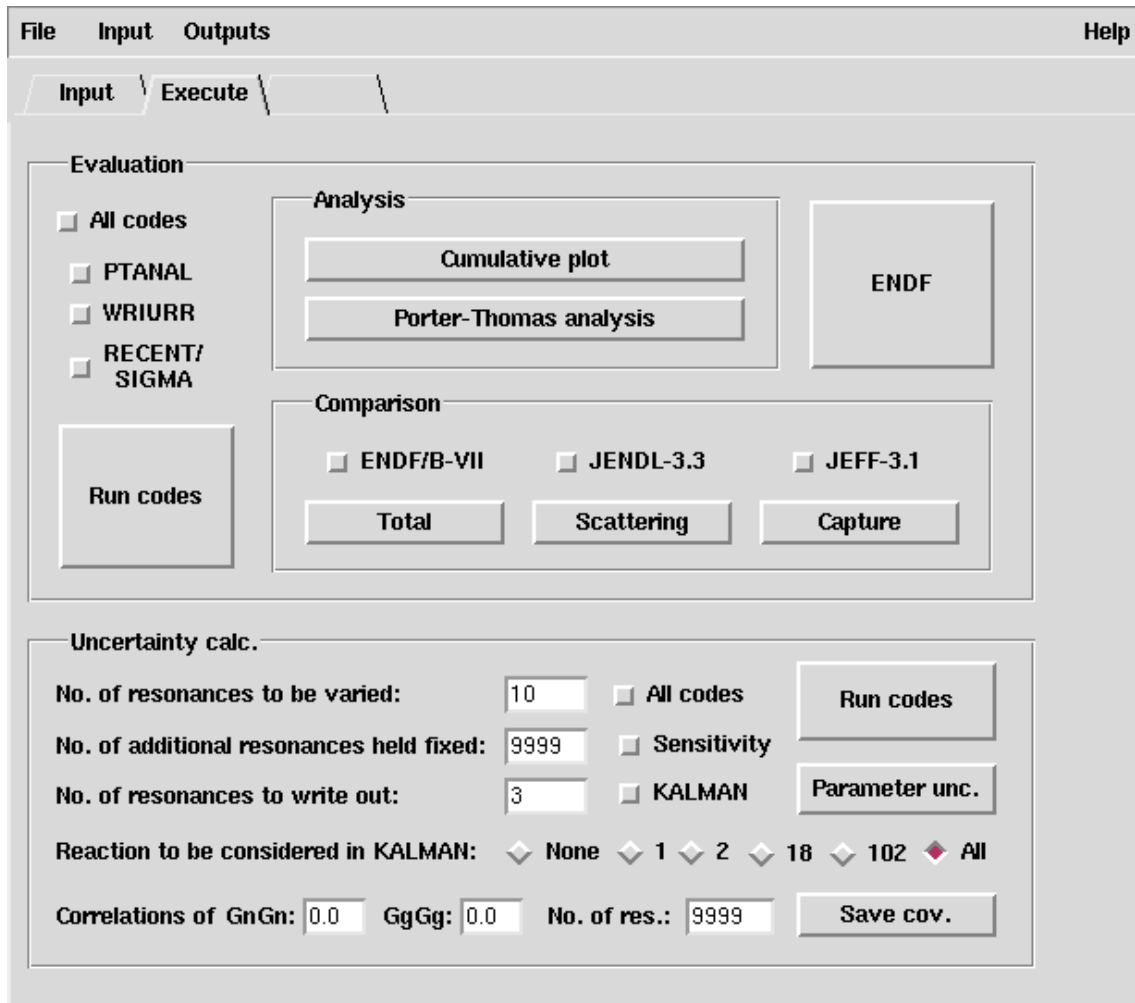 File Input Outputs Help
Input Execute
Evaluation
All codes
PTANAL
WRIURR
RECENT/
SIGMA
Run codes
Analysis
Cumulative plot
Porter-Thomas analysis
ENDF
Comparison
ENDF/B-VII JENDL-3.3 JEFF-3.1
Total Scattering Capture
Uncertainty calc.
No. of resonances to be varied: 10 All codes Run codes
No. of additional resonances held fixed: 9999 Sensitivity
No. of resonances to write out: 3 KALMAN Parameter unc.
Reaction to be considered in KALMAN: None 1 2 18 102 All
Correlations of GnGn: 0.0 GgGg: 0.0 No. of res.: 9999 Save cov.